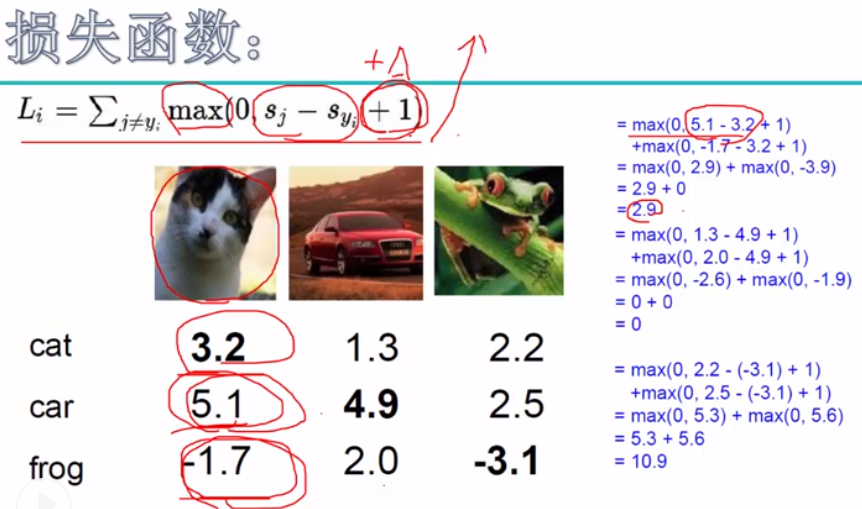 损失函数：
+Δ
L_i = ∑_{j≠y_i} max(0, s_j − s_{y_i} + 1)
= max(0, 5.1 - 3.2 + 1)
+max(0, -1.7 - 3.2 + 1)
= max(0, 2.9) + max(0, -3.9)
= 2.9 + 0
= 2.9
= max(0, 1.3 - 4.9 + 1)
+max(0, 2.0 - 4.9 + 1)
= max(0, -2.6) + max(0, -1.9)
= 0 + 0
= 0
= max(0, 2.2 - (-3.1) + 1)
+max(0, 2.5 - (-3.1) + 1)
= max(0, 5.3) + max(0, 5.6)
= 5.3 + 5.6
= 10.9
cat 3.2 1.3 2.2
car 5.1 4.9 2.5
frog -1.7 2.0 -3.1